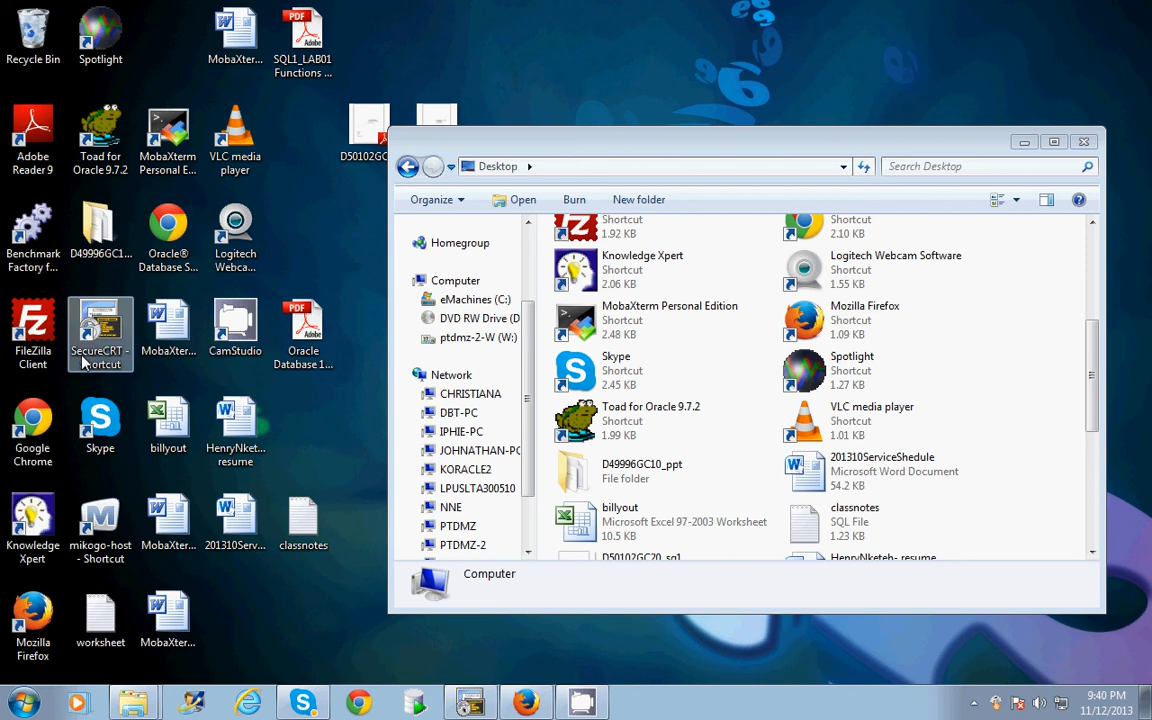 Recycle Bin
Spotlight
MobaXter...
SQL1_LAB01
Functions ...
Adobe
Reader 9
Toad for
Oracle 9.7.2
MobaXterm
Personal E...
VLC media
player
Benchmark
Factory f...
D49996GC1...
Oracle®
Database S...
Logitech
Webca...
FileZilla
Client
SecureCRT -
Shortcut
MobaXter...
CamStudio
Oracle
Database 1...
Google
Chrome
Skype
billyout
HenryNket...
resume
Knowledge
Xpert
mikogo-host
- Shortcut
MobaXter...
201310Serv...
classnotes
Mozilla
Firefox
worksheet
MobaXter...
PDF
Adobe
PDF
Adobe
D50102GC
Desktop
Search Desktop
Organize
Open
Burn
New folder
Homegroup
Computer
eMachines (C:)
DVD RW Drive (D
ptdmz-2-W (W:)
Network
CHRISTIANA
DBT-PC
IPHIE-PC
JOHNATHAN-PC
KORACLE2
LPUSLTA300510
NNE
PTDMZ
PTDMZ-2
Shortcut
1.92 KB
Shortcut
2.10 KB
Knowledge Xpert
Shortcut
2.06 KB
Logitech Webcam Software
Shortcut
1.55 KB
MobaXterm Personal Edition
Shortcut
2.48 KB
Mozilla Firefox
Shortcut
1.09 KB
Skype
Shortcut
2.45 KB
Spotlight
Shortcut
1.27 KB
Toad for Oracle 9.7.2
Shortcut
1.99 KB
VLC media player
Shortcut
1.01 KB
D49996GC10_ppt
File folder
201310ServiceShedule
Microsoft Word Document
54.2 KB
billyout
Microsoft Excel 97-2003 Worksheet
10.5 KB
classnotes
SQL File
1.23 KB
D50102GC20_sql
HenryNketeh- resume
Computer
9:40 PM
11/12/2013